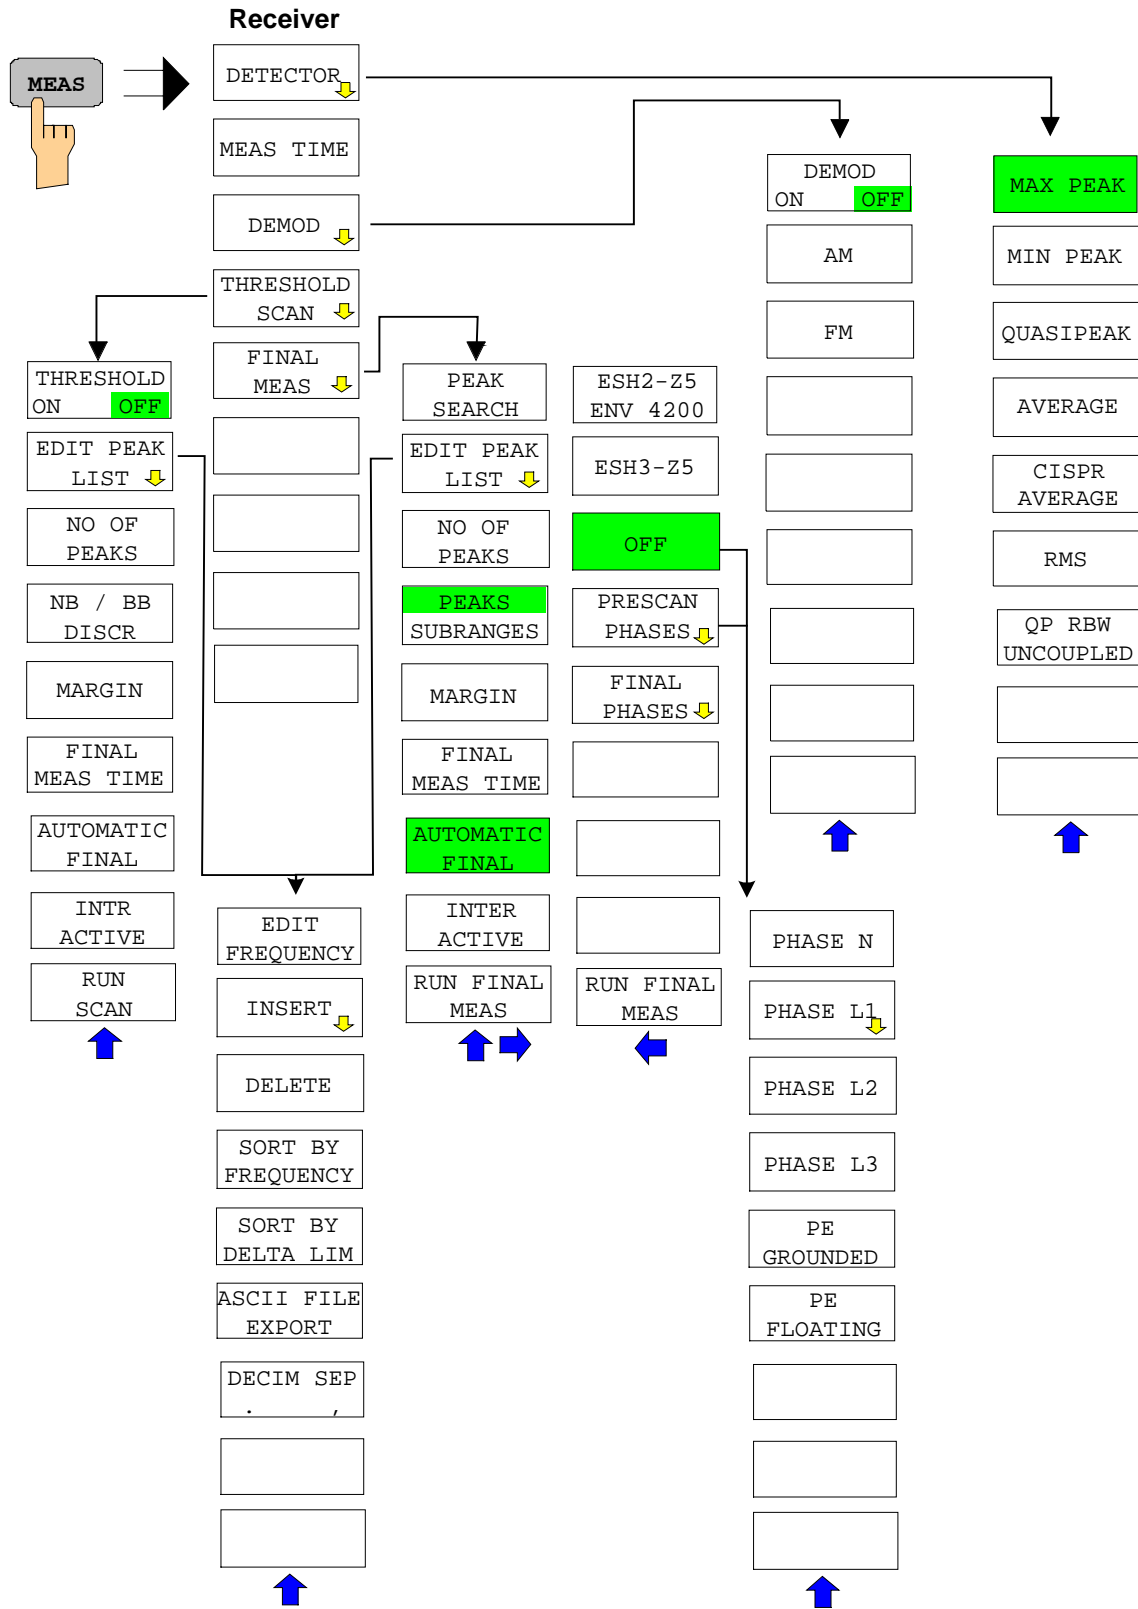 Receiver
MEAS
DETECTOR
MEAS TIME
DEMOD
THRESHOLD
SCAN
FINAL
MEAS
THRESHOLD
ON OFF
EDIT PEAK
LIST
NO OF
PEAKS
NB / BB
DISCR
MARGIN
FINAL
MEAS TIME
AUTOMATIC
FINAL
INTR
ACTIVE
RUN
SCAN
EDIT
FREQUENCY
INSERT
DELETE
SORT BY
FREQUENCY
SORT BY
DELTA LIM
ASCII FILE
EXPORT
DECIM SEP
. ,
PEAK
SEARCH
EDIT PEAK
LIST
NO OF
PEAKS
PEAKS
SUBRANGES
MARGIN
FINAL
MEAS TIME
AUTOMATIC
FINAL
INTER
ACTIVE
RUN FINAL
MEAS
ESH2-Z5
ENV 4200
ESH3-Z5
OFF
PRESCAN
PHASES
FINAL
PHASES
RUN FINAL
MEAS
DEMOD
ON OFF
AM
FM
PHASE N
PHASE L1
PHASE L2
PHASE L3
PE
GROUNDED
PE
FLOATING
MAX PEAK
MIN PEAK
QUASIPEAK
AVERAGE
CISPR
AVERAGE
RMS
QP RBW
UNCOUPLED